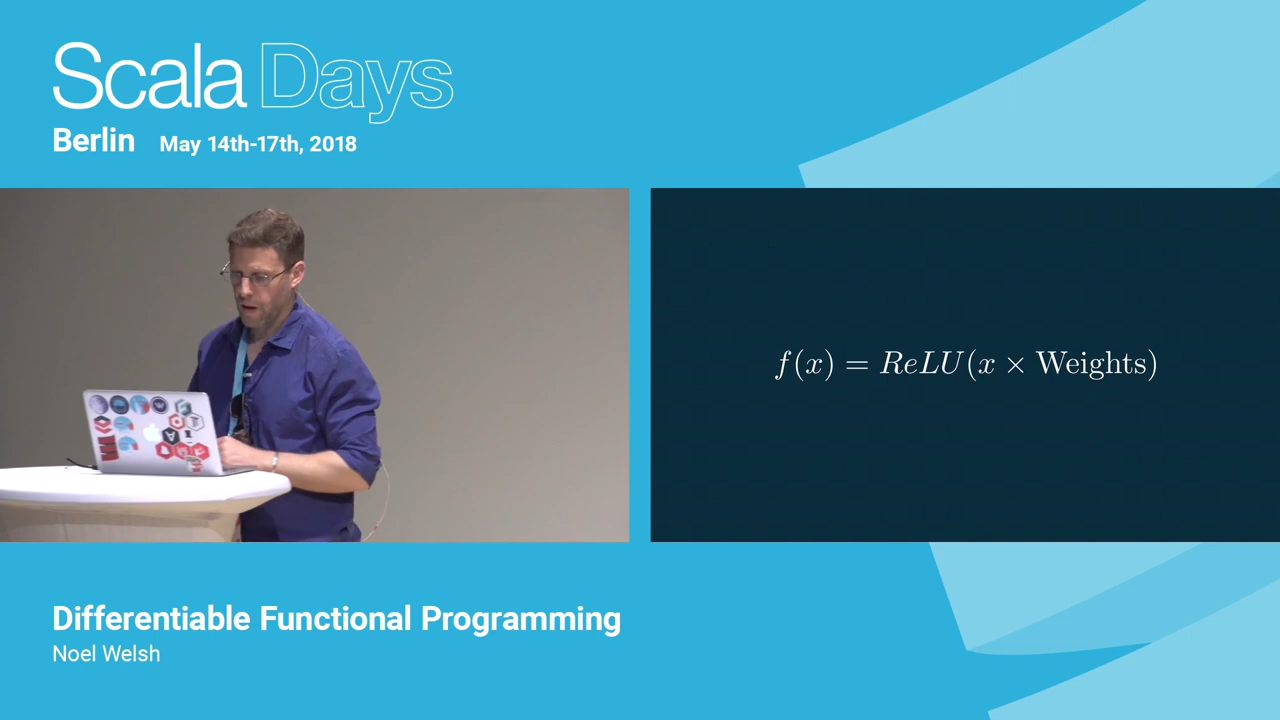 Scala Days
Berlin May 14th-17th, 2018
f(x) = ReLU(x × Weights)
Differentiable Functional Programming
Noel Welsh